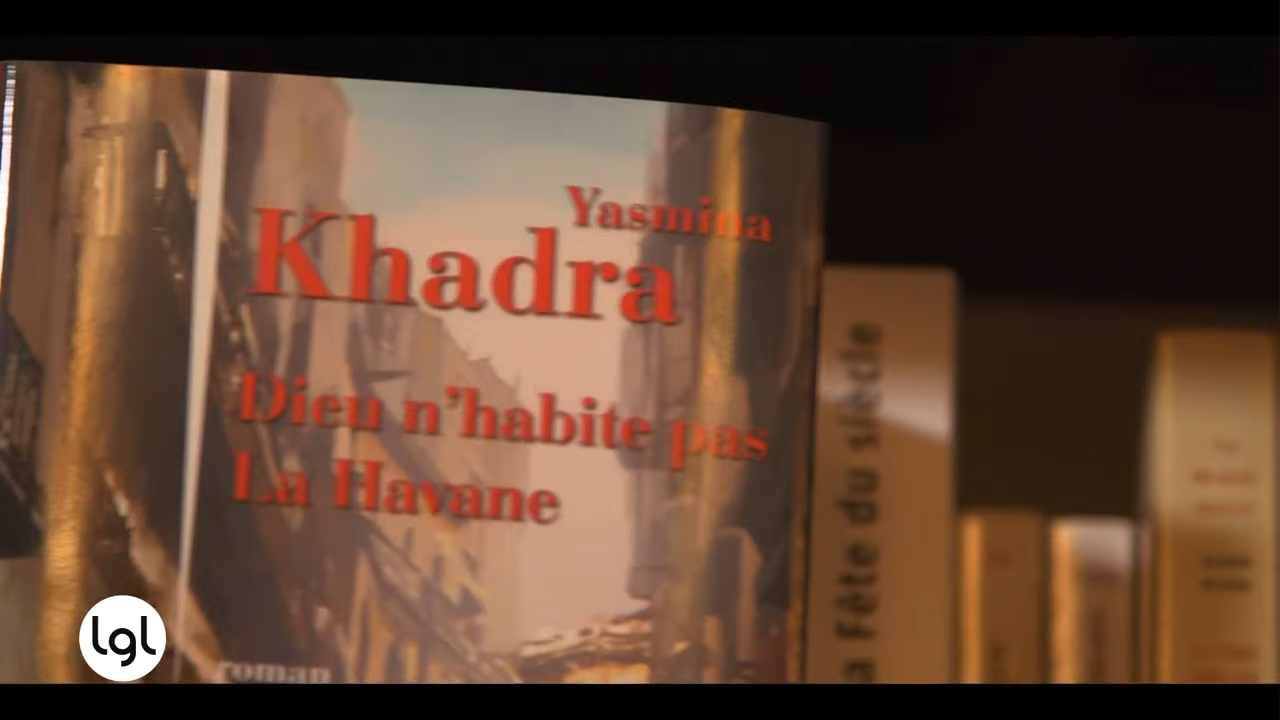 Yasmina
Khadra
Dieu n'habite pas
La Havane
roman
a Fête du siècle
lgl